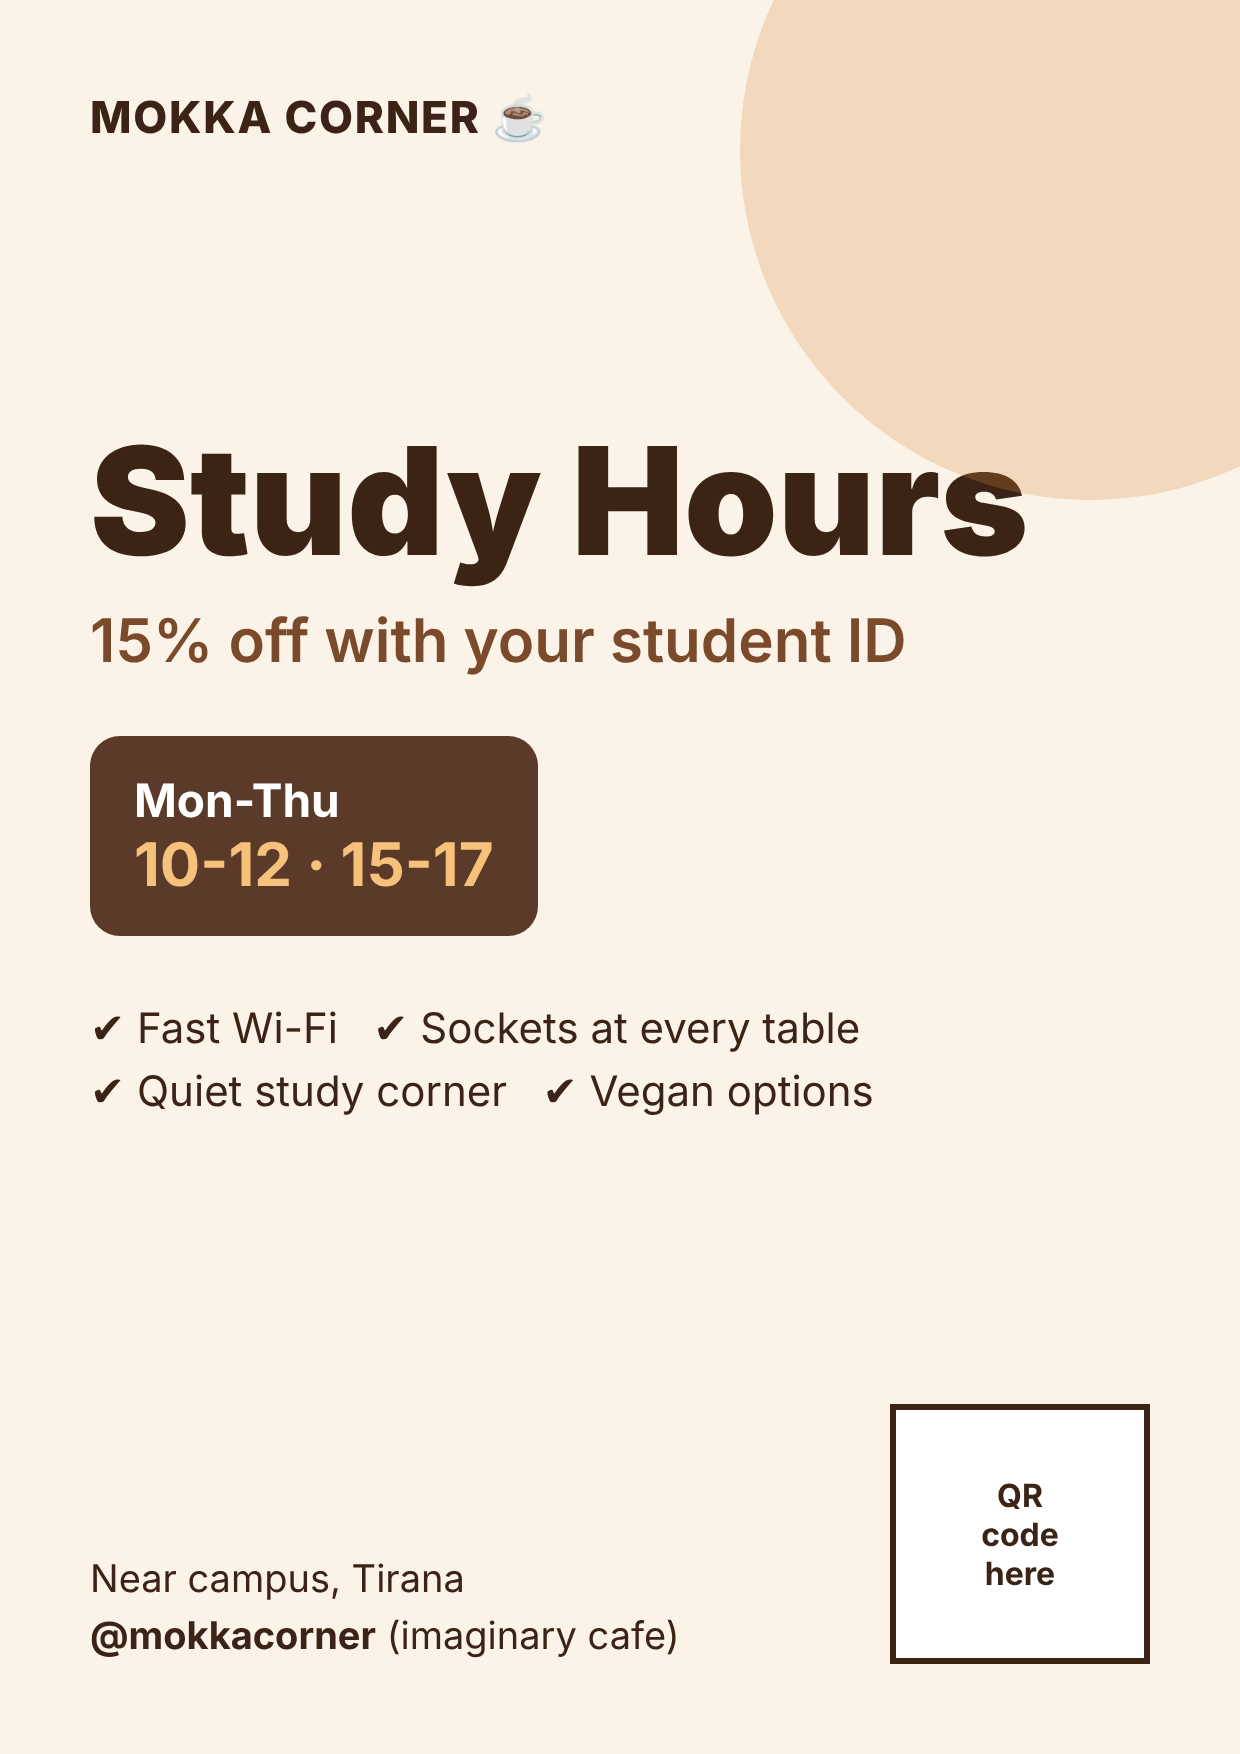 MOKKA CORNER ☕
Study Hours
15% off with your student ID
Mon-Thu
10-12 · 15-17
✔ Fast Wi-Fi ✔ Sockets at every table
✔ Quiet study corner ✔ Vegan options
QR
code
here
Near campus, Tirana
@mokkacorner (imaginary cafe)